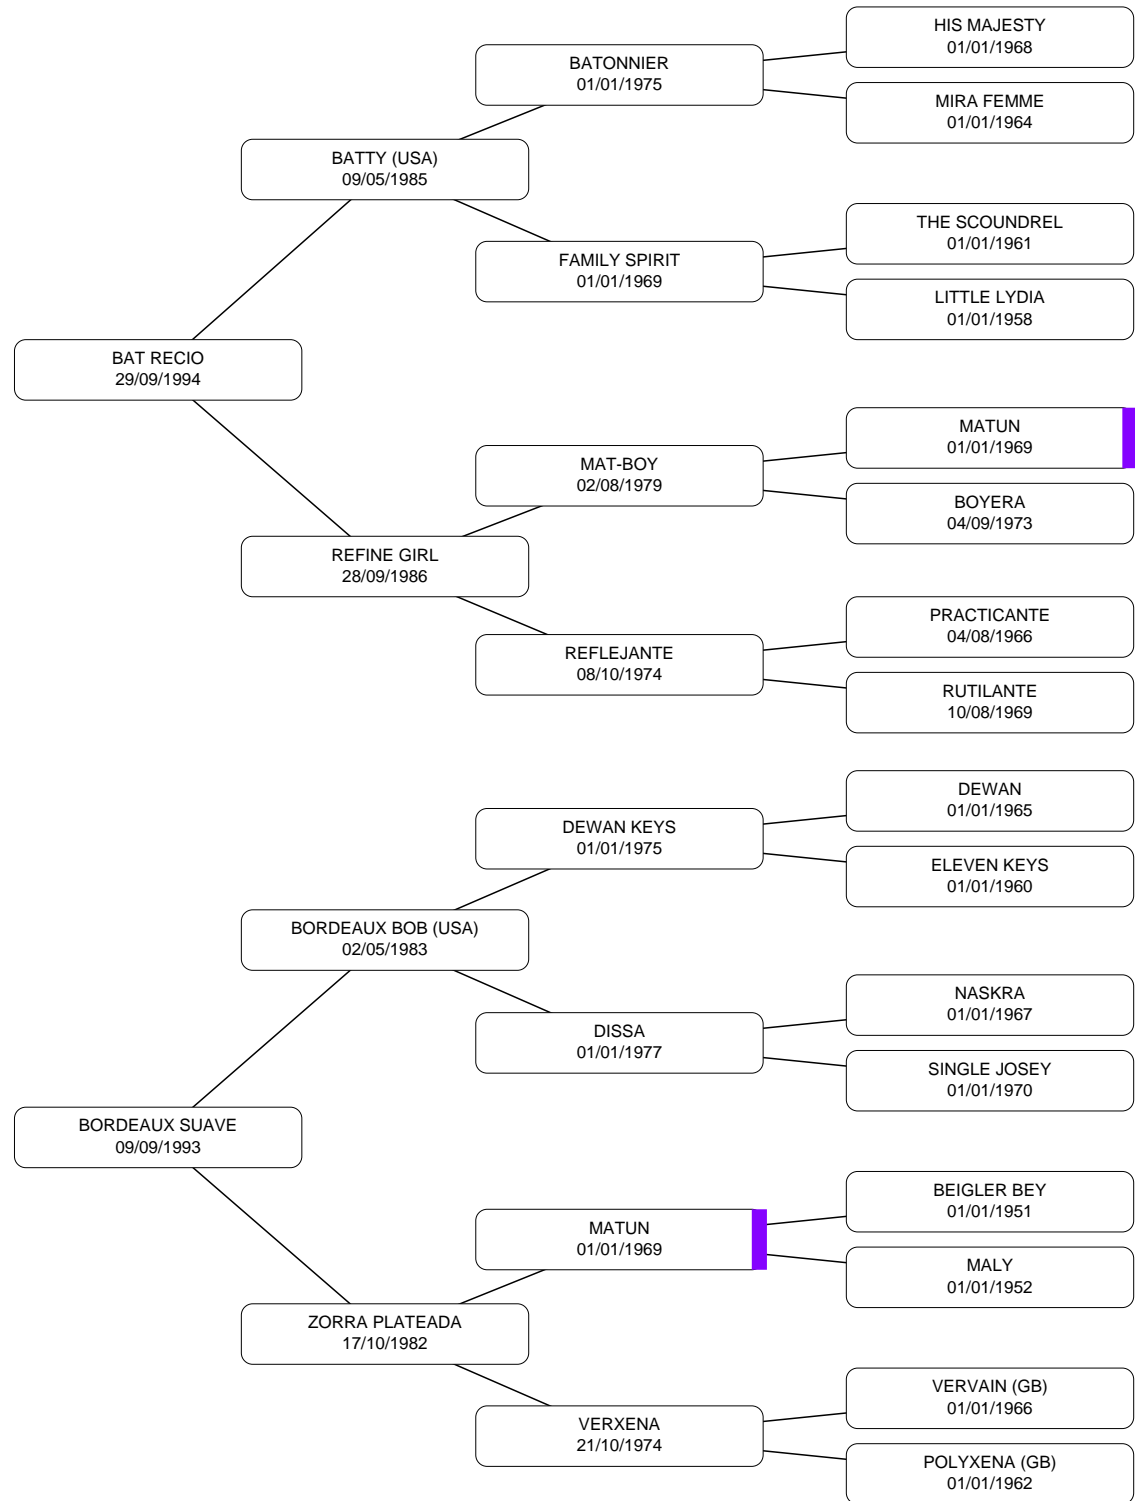 HIS MAJESTY
01/01/1968
BATONNIER
01/01/1975
MIRA FEMME
01/01/1964
BATTY (USA)
09/05/1985
THE SCOUNDREL
01/01/1961
FAMILY SPIRIT
01/01/1969
LITTLE LYDIA
01/01/1958
BAT RECIO
29/09/1994
MATUN
01/01/1969
MAT-BOY
02/08/1979
BOYERA
04/09/1973
REFINE GIRL
28/09/1986
PRACTICANTE
04/08/1966
REFLEJANTE
08/10/1974
RUTILANTE
10/08/1969
DEWAN
01/01/1965
DEWAN KEYS
01/01/1975
ELEVEN KEYS
01/01/1960
BORDEAUX BOB (USA)
02/05/1983
NASKRA
01/01/1967
DISSA
01/01/1977
SINGLE JOSEY
01/01/1970
BORDEAUX SUAVE
09/09/1993
BEIGLER BEY
01/01/1951
MATUN
01/01/1969
MALY
01/01/1952
ZORRA PLATEADA
17/10/1982
VERVAIN (GB)
01/01/1966
VERXENA
21/10/1974
POLYXENA (GB)
01/01/1962